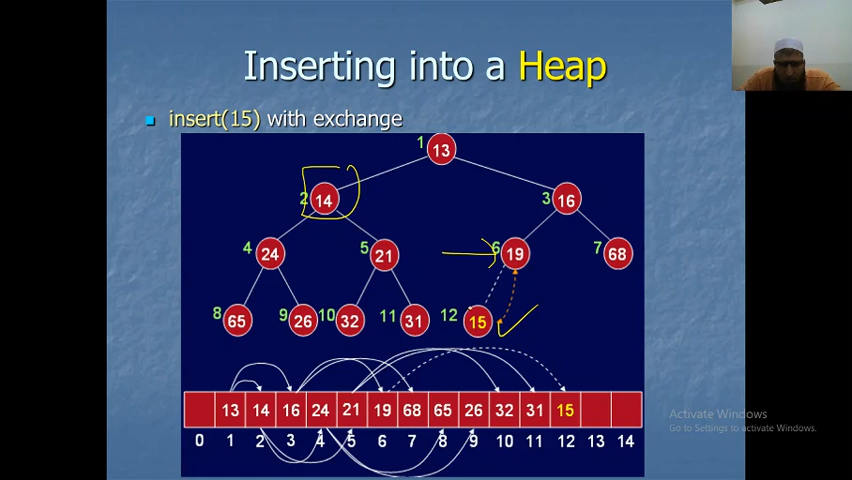 Inserting into a Heap
insert(15) with exchange
1 13
2 14 3 16
4 24 5 21 6 19 7 68
8 65 9 26 10 32 11 31 12 15
13 14 16 24 21 19 68 65 26 32 31 15
0 1 2 3 4 5 6 7 8 9 10 11 12 13 14
Activate Windows
Go to Settings to activate Windows.